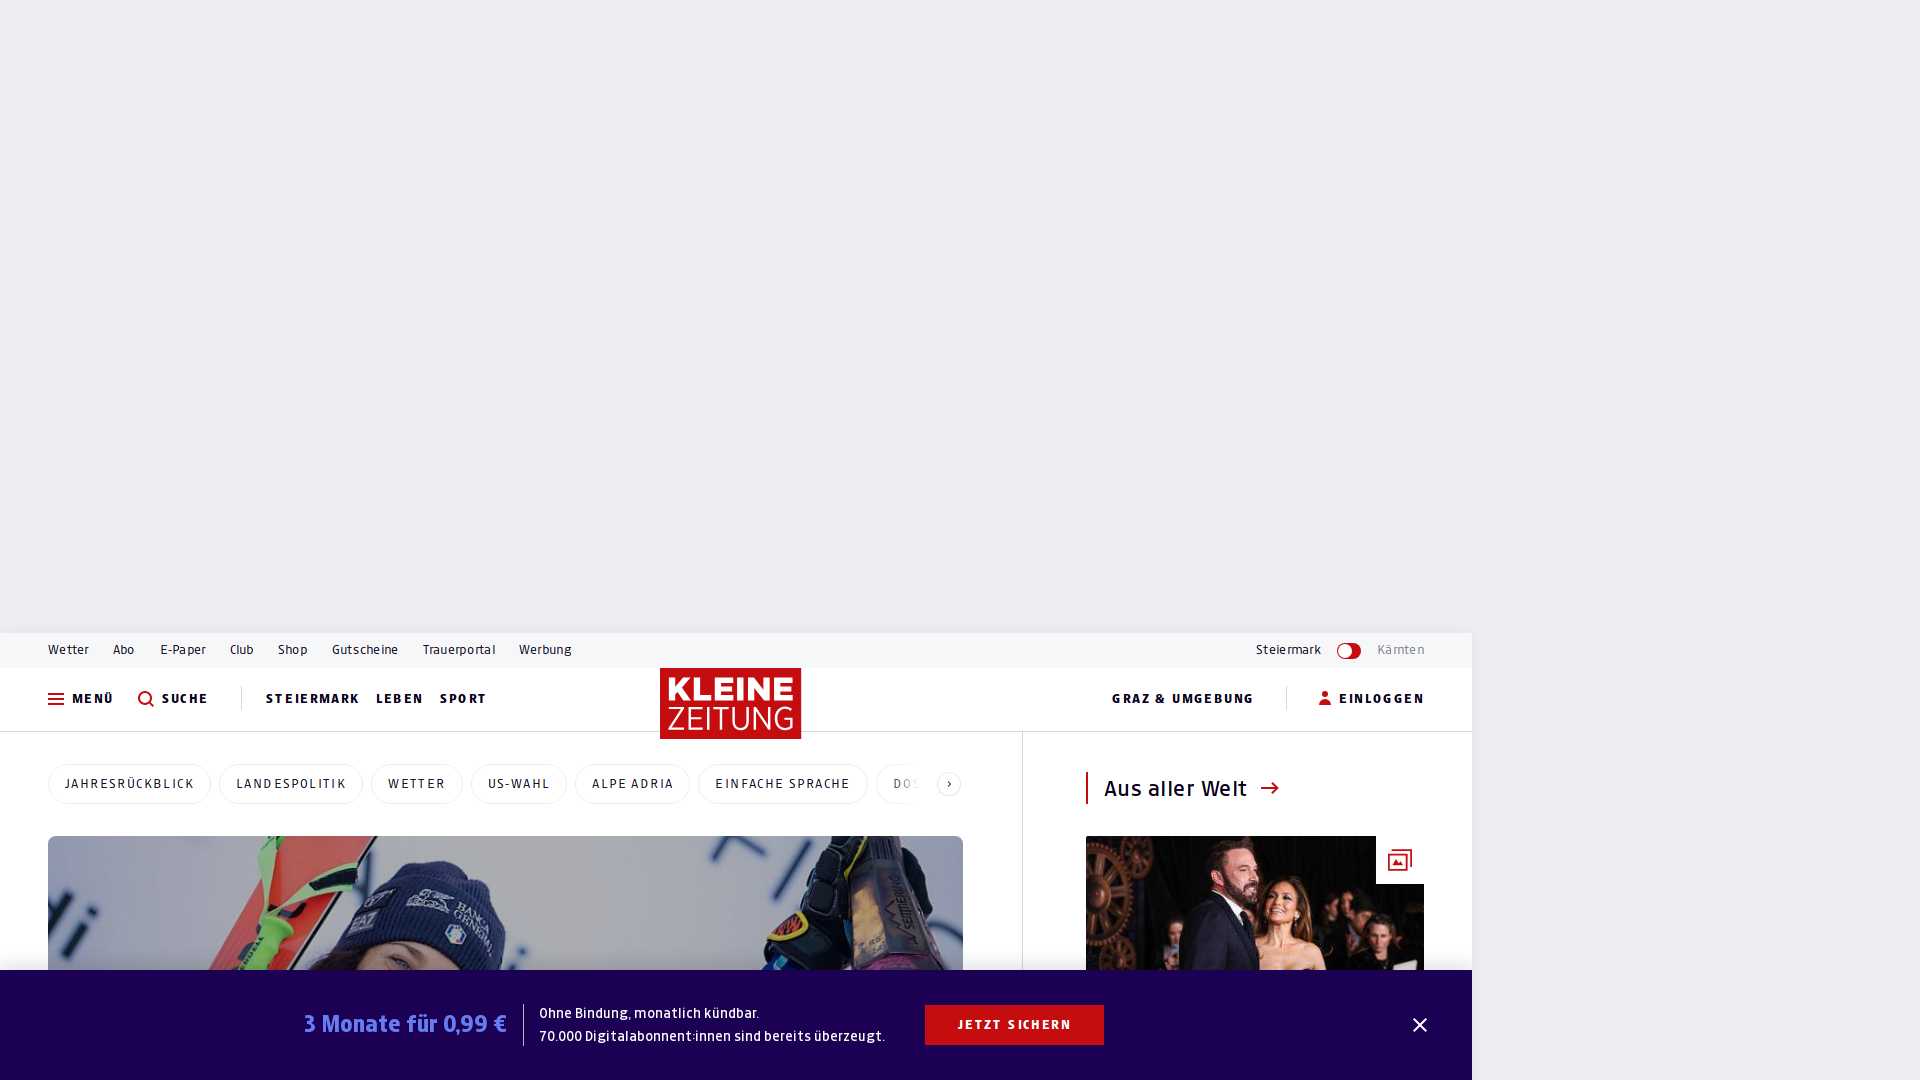 Wetter Abo E-Paper Club Shop Gutscheine Trauerportal Werbung Steiermark Kärnten
MENÜ SUCHE STEIERMARK LEBEN SPORT KLEINE ZEITUNG GRAZ & UMGEBUNG EINLOGGEN
JAHRESRÜCKBLICK LANDESPOLITIK WETTER US-WAHL ALPE ADRIA EINFACHE SPRACHE
Aus aller Welt
3 Monate für 0,99 €
Ohne Bindung, monatlich kündbar.
70.000 Digitalabonnent:innen sind bereits überzeugt.
JETZT SICHERN